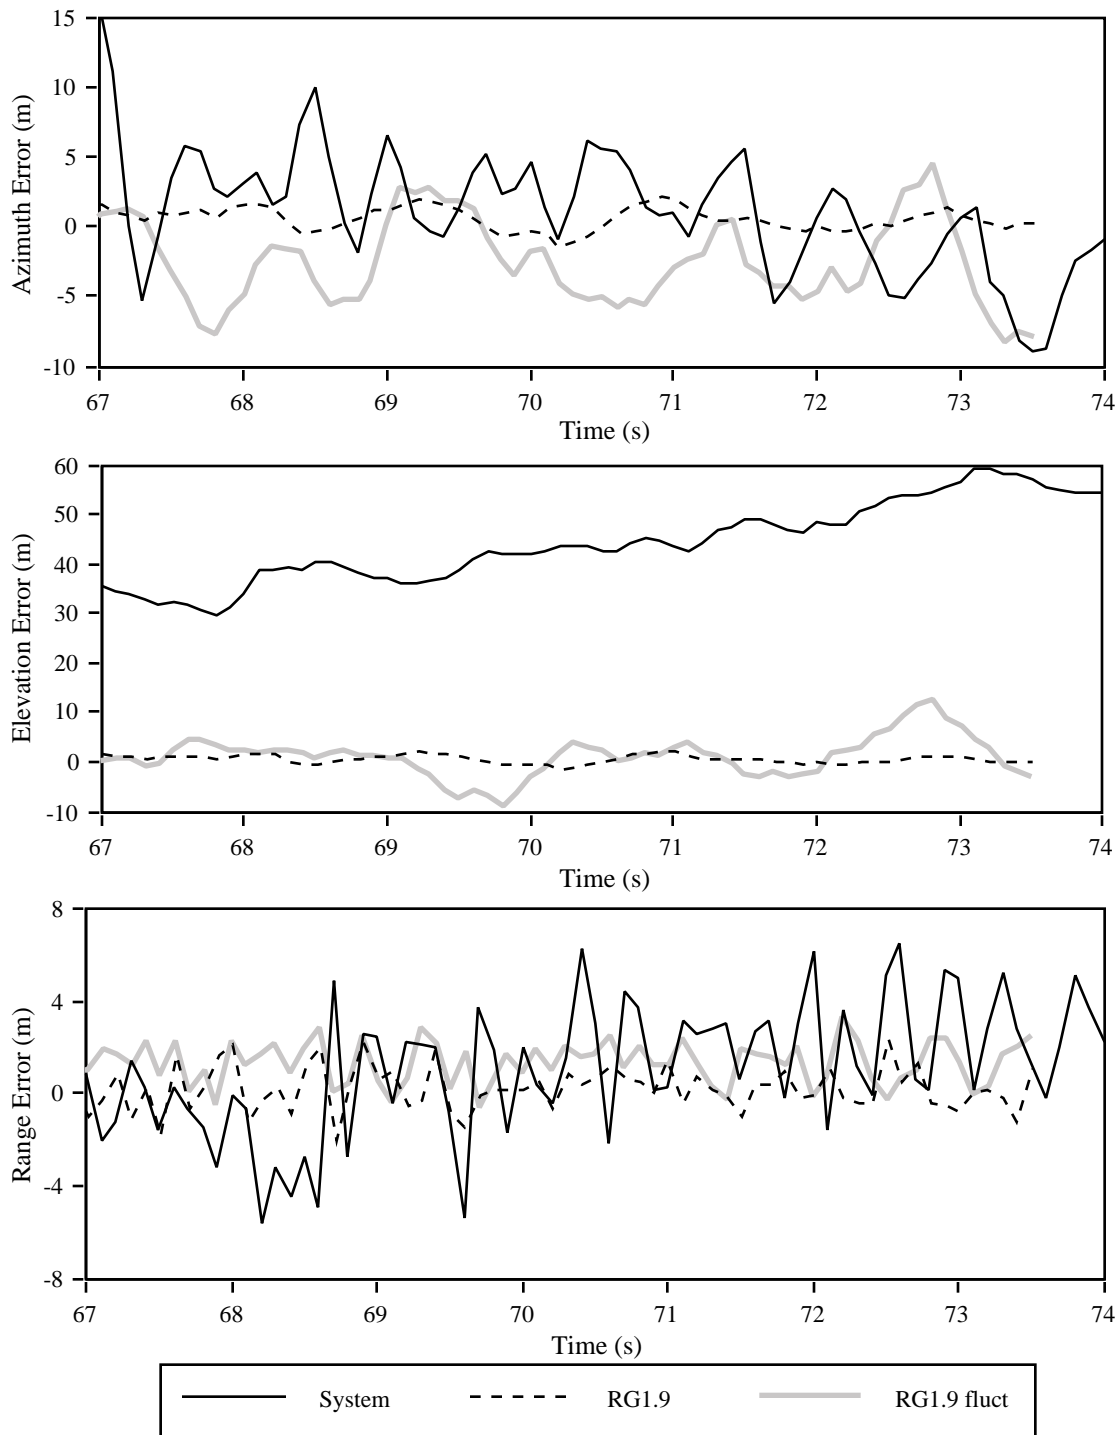 15
10
5
0
-5
-10
Azimuth Error (m)
67 68 69 70 71 72 73 74
Time (s)
60
50
40
30
20
10
0
-10
Elevation Error (m)
67 68 69 70 71 72 73 74
Time (s)
8
4
0
-4
-8
Range Error (m)
67 68 69 70 71 72 73 74
Time (s)
System RG1.9 RG1.9 fluct